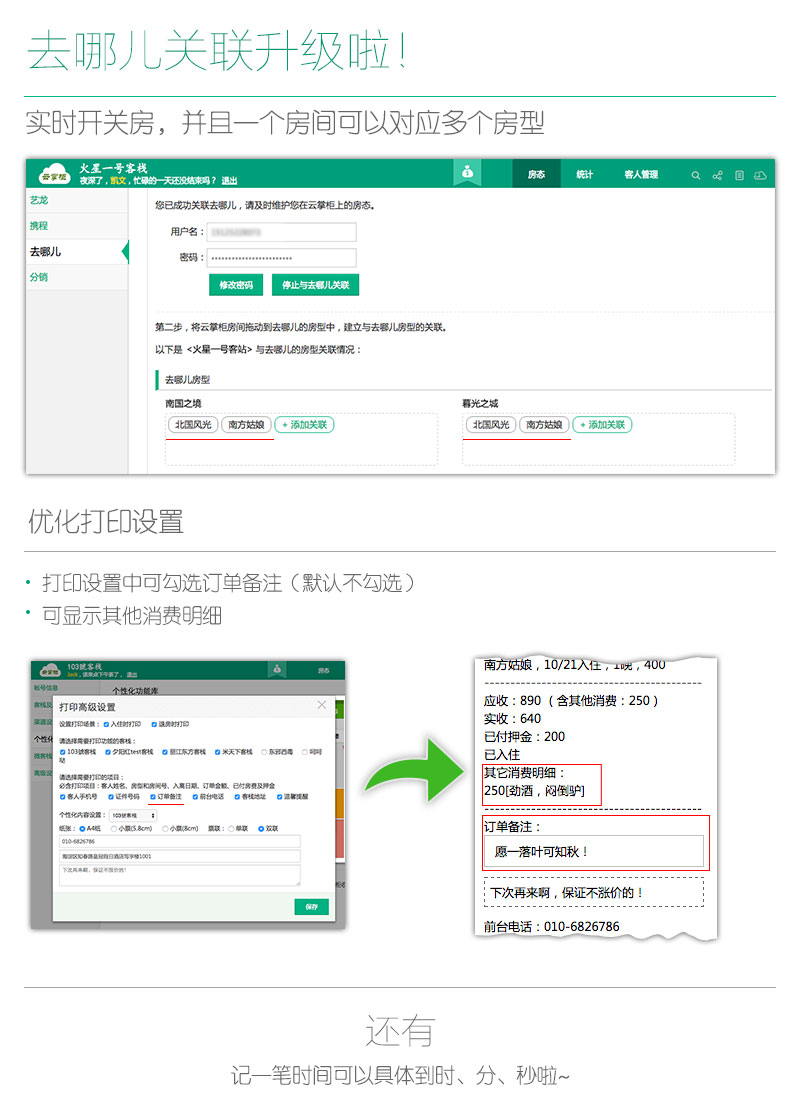 去哪儿关联升级啦！
实时开关房，并且一个房间可以对应多个房型
云掌柜
火星一号客栈
夜深了，凯文，忙碌的一天还没结束吗？ 退出
房态 统计 客人管理
艺龙
携程
去哪儿
分销
您已成功关联去哪儿，请及时维护您在云掌柜上的房态。
用户名：
密码：
修改密码 停止与去哪儿关联
第二步，将云掌柜房间拖动到去哪儿的房型中，建立与去哪儿房型的关联。
以下是 <火星一号客站> 与去哪儿的房型关联情况：
去哪儿房型
南国之境 暮光之城
北国风光 南方姑娘 + 添加关联 北国风光 南方姑娘 + 添加关联
优化打印设置
• 打印设置中可勾选订单备注（默认不勾选）
• 可显示其他消费明细
云掌柜
103號客栈
退出
房态
帐号信息
个性化功能库
打印高级设置
设置打印场景： 入住时打印 退房时打印
请选择需要打印功能的客栈：
103號客栈 夕阳红test客栈 丽江东方客栈 米天下客栈 东邪西毒 呵呵
哒
请选择需要打印的项目：
必含打印项目：客人姓名、房型和房间号、入离日期、订单金额、已付房费及押金
客人手机号 证件号码 订单备注 前台电话 客栈地址 温馨提醒
个性化内容设置： 103號客栈
纸张： A4纸 小票(5.8cm) 小票(8cm) 票联： 单联 双联
010-6826786
海淀区知春路盘冠假日酒店写字楼1001
下次再来啊，保证不涨价的！
保存
南方姑娘，10/21入住，1晚，400
应收：890（含其他消费：250）
实收：640
已付押金：200
已入住
其它消费明细：
250[劲酒，闷倒驴]
订单备注：
愿一落叶可知秋！
下次再来啊，保证不涨价的！
前台电话：010-6826786
还有
记一笔时间可以具体到时、分、秒啦~